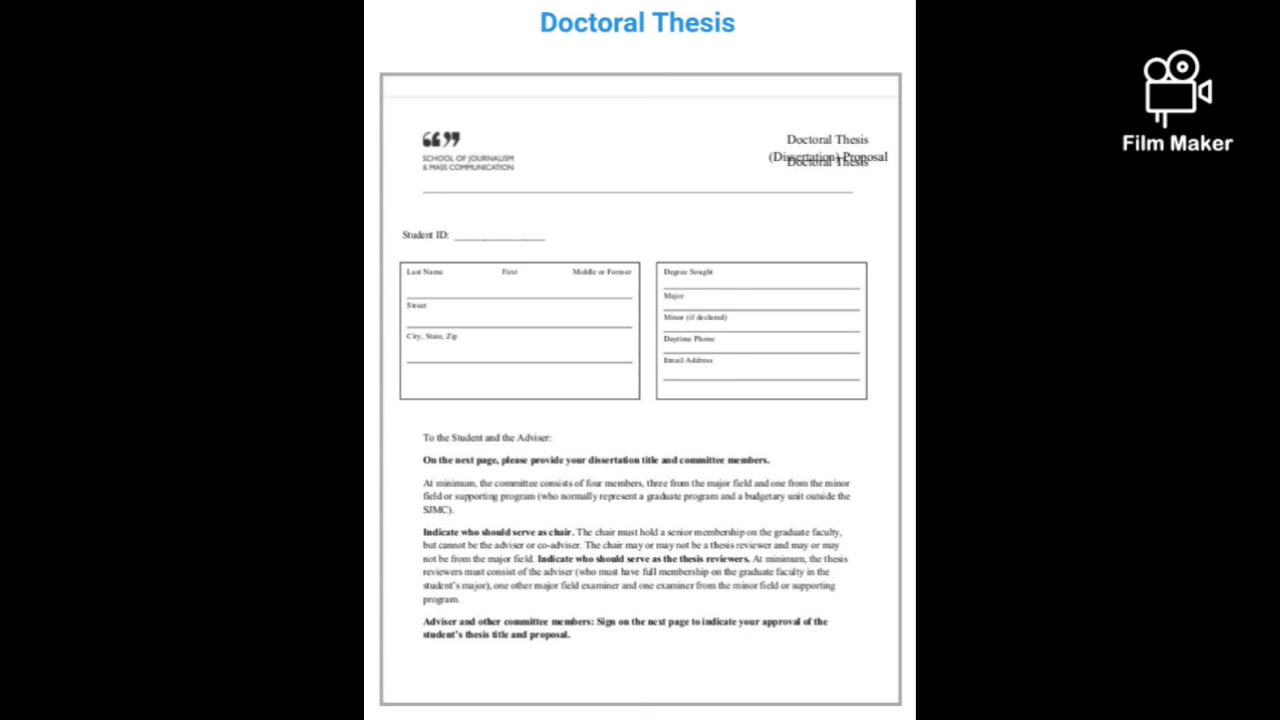 Doctoral Thesis
Film Maker
SCHOOL OF JOURNALISM
& MASS COMMUNICATION
Doctoral Thesis
(Dissertation) Proposal
Doctoral Thesis
Student ID: __________________
Last Name First Middle or Former
Street
City, State, Zip
Degree Sought
Major
Minor (if declared)
Daytime Phone
Email Address
To the Student and the Adviser:
On the next page, please provide your dissertation title and committee members.
At minimum, the committee consists of four members, three from the major field and one from the minor
field or supporting program (who normally represent a graduate program and a budgetary unit outside the
SJMC).
Indicate who should serve as chair. The chair must hold a senior membership on the graduate faculty,
but cannot be the adviser or co-adviser. The chair may or may not be a thesis reviewer and may or may
not be from the major field. Indicate who should serve as the thesis reviewers. At minimum, the thesis
reviewers must consist of the adviser (who must have full membership on the graduate faculty in the
student's major), one other major field examiner and one examiner from the minor field or supporting
program.
Adviser and other committee members: Sign on the next page to indicate your approval of the
student's thesis title and proposal.